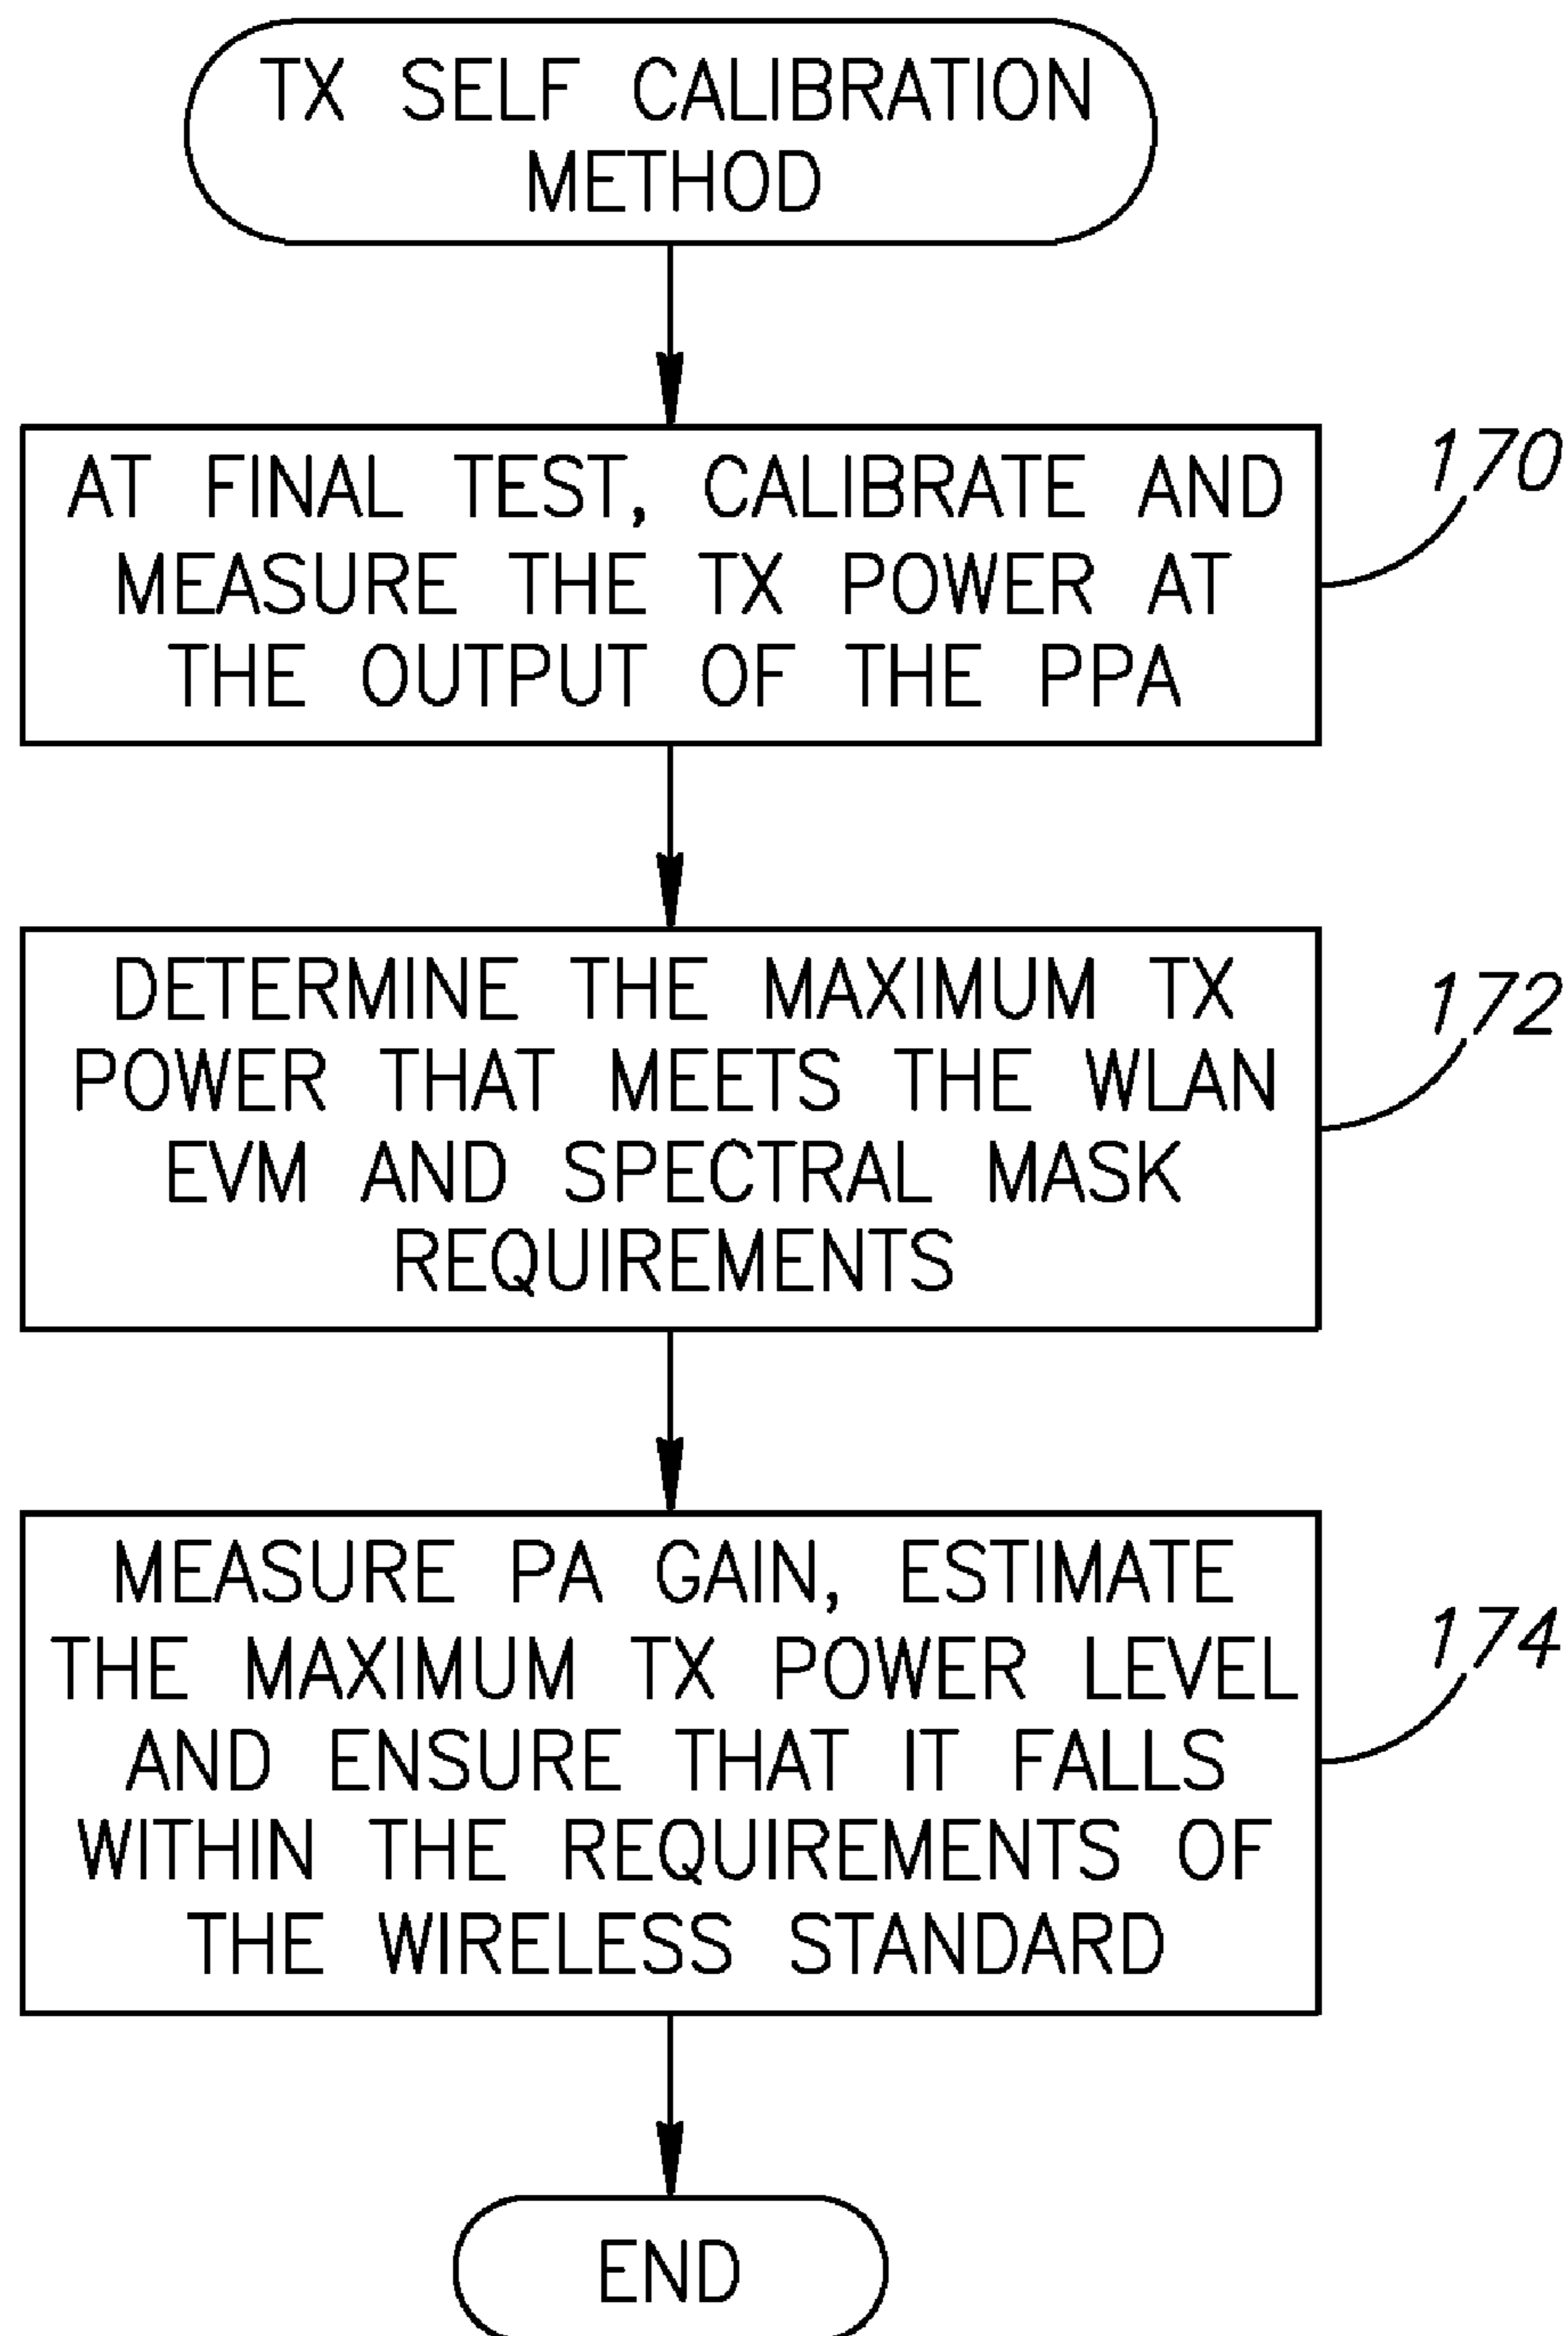 TX SELF CALIBRATION
METHOD
AT FINAL TEST, CALIBRATE AND
MEASURE THE TX POWER AT
THE OUTPUT OF THE PPA
170
DETERMINE THE MAXIMUM TX
POWER THAT MEETS THE WLAN
EVM AND SPECTRAL MASK
REQUIREMENTS
172
MEASURE PA GAIN, ESTIMATE
THE MAXIMUM TX POWER LEVEL
AND ENSURE THAT IT FALLS
WITHIN THE REQUIREMENTS OF
THE WIRELESS STANDARD
174
END